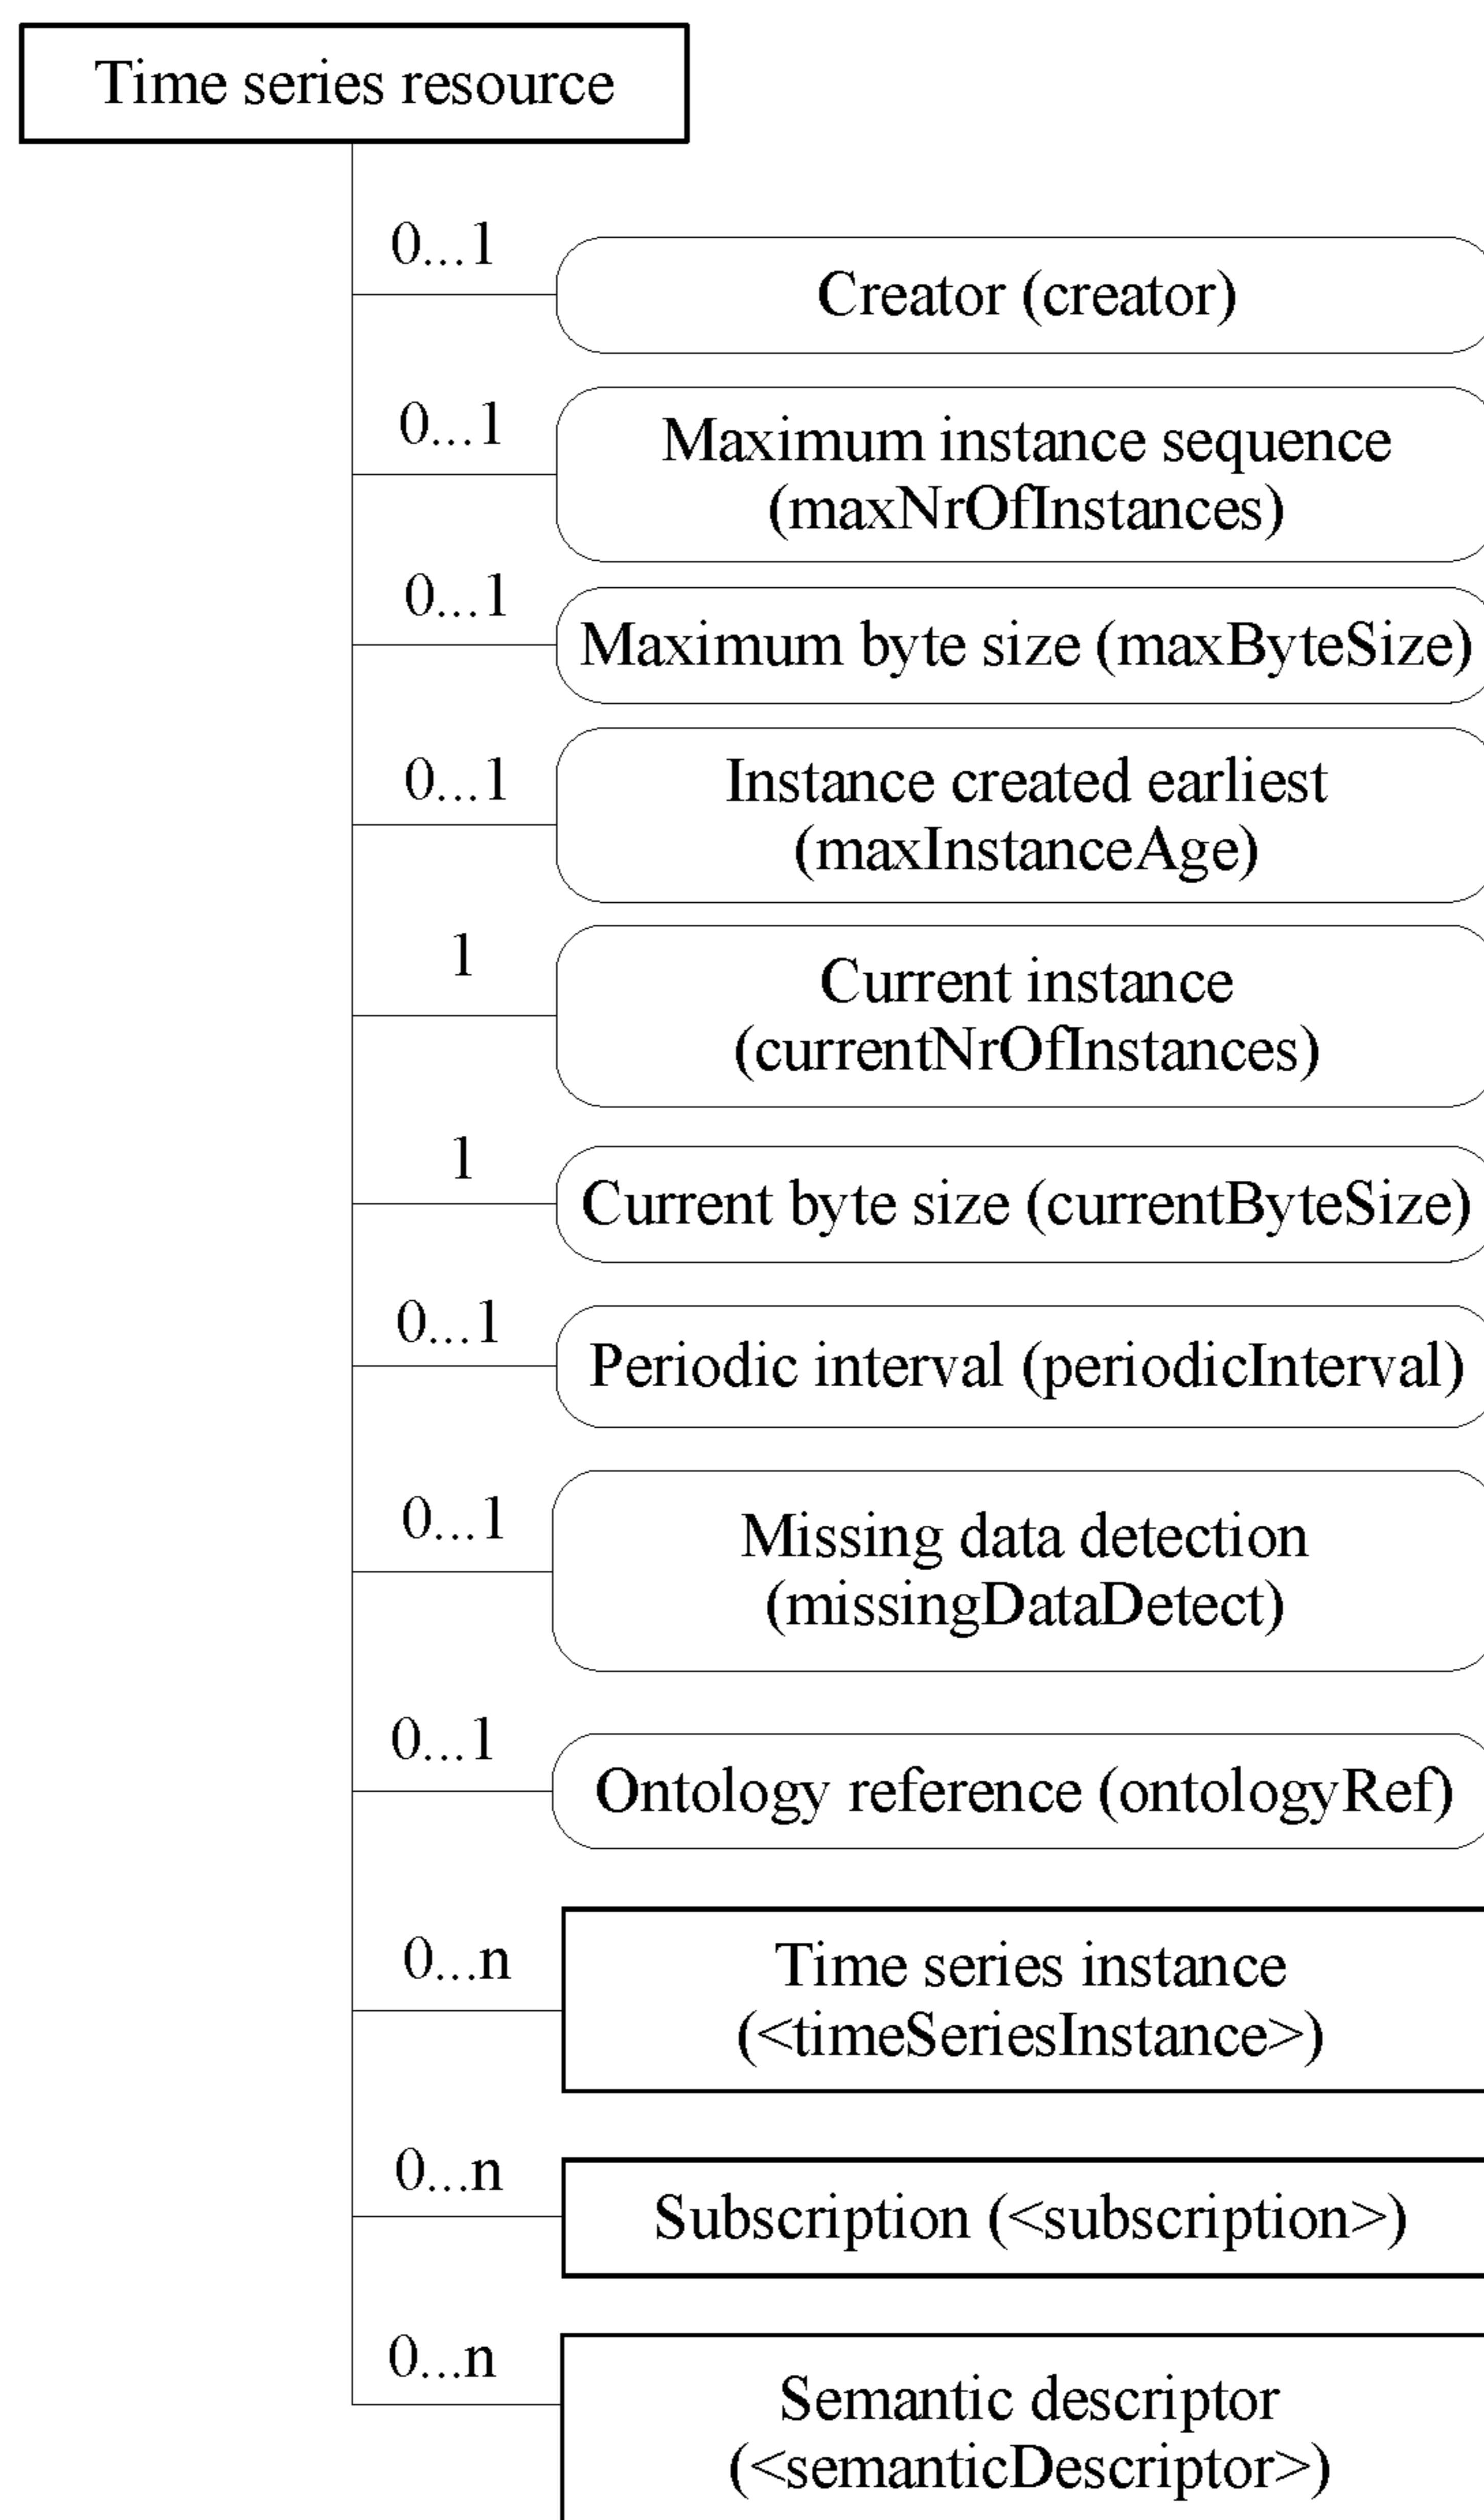 Time series resource
0...1
Creator (creator)
0...1
Maximum instance sequence
(maxNrOfInstances)
0...1
Maximum byte size (maxByteSize)
0...1
Instance created earliest
(maxInstanceAge)
1
Current instance
(currentNrOfInstances)
1
Current byte size (currentByteSize)
0...1
Periodic interval (periodicInterval)
0...1
Missing data detection
(missingDataDetect)
0...1
Ontology reference (ontologyRef)
0...n
Time series instance
(<timeSeriesInstance>)
0...n
Subscription (<subscription>)
0...n
Semantic descriptor
(<semanticDescriptor>)